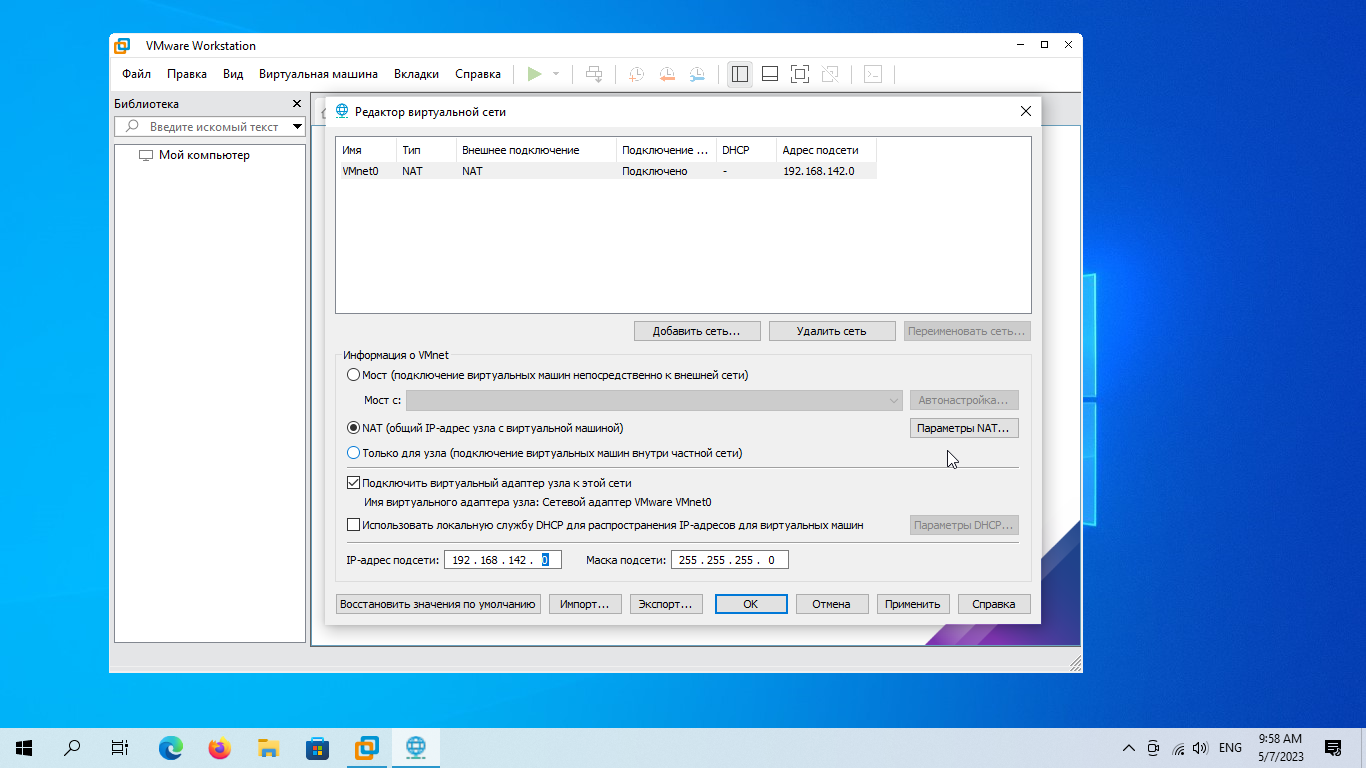 VMware Workstation
Файл Правка Вид Виртуальная машина Вкладки Справка
Библиотека
Введите искомый текст
Мой компьютер
Редактор виртуальной сети
Имя Тип Внешнее подключение Подключение ... DHCP Адрес подсети
VMnet0 NAT NAT Подключено - 192.168.142.0
Добавить сеть... Удалить сеть Переименовать сеть...
Информация о VMnet
Мост (подключение виртуальных машин непосредственно к внешней сети)
Мост с: Автонастройка...
NAT (общий IP-адрес узла с виртуальной машиной) Параметры NAT...
Только для узла (подключение виртуальных машин внутри частной сети)
Подключить виртуальный адаптер узла к этой сети
Имя виртуального адаптера узла: Сетевой адаптер VMware VMnet0
Использовать локальную службу DHCP для распространения IP-адресов для виртуальных машин Параметры DHCP...
IP-адрес подсети: 192 . 168 . 142 . 0 Маска подсети: 255 . 255 . 255 . 0
Восстановить значения по умолчанию Импорт... Экспорт... ОК Отмена Применить Справка
ENG 9:58 AM
5/7/2023